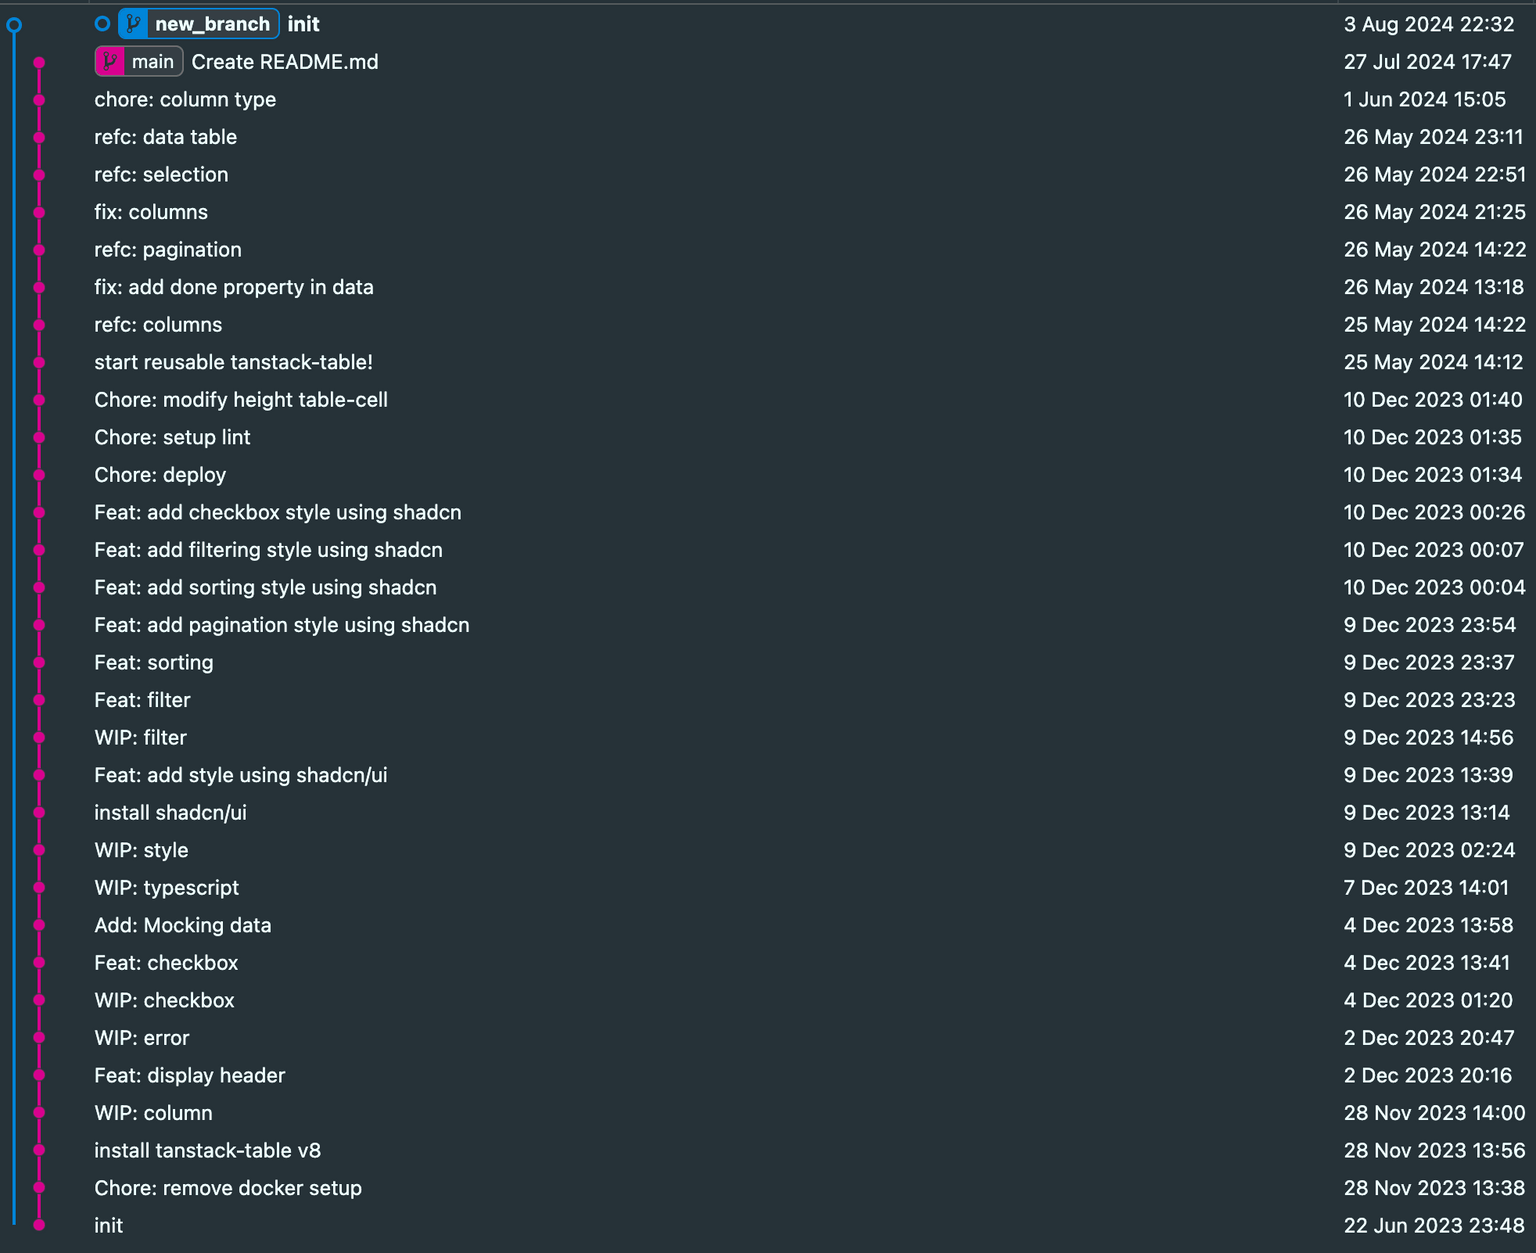 new_branch init 3 Aug 2024 22:32
main Create README.md 27 Jul 2024 17:47
chore: column type 1 Jun 2024 15:05
refc: data table 26 May 2024 23:11
refc: selection 26 May 2024 22:51
fix: columns 26 May 2024 21:25
refc: pagination 26 May 2024 14:22
fix: add done property in data 26 May 2024 13:18
refc: columns 25 May 2024 14:22
start reusable tanstack-table! 25 May 2024 14:12
Chore: modify height table-cell 10 Dec 2023 01:40
Chore: setup lint 10 Dec 2023 01:35
Chore: deploy 10 Dec 2023 01:34
Feat: add checkbox style using shadcn 10 Dec 2023 00:26
Feat: add filtering style using shadcn 10 Dec 2023 00:07
Feat: add sorting style using shadcn 10 Dec 2023 00:04
Feat: add pagination style using shadcn 9 Dec 2023 23:54
Feat: sorting 9 Dec 2023 23:37
Feat: filter 9 Dec 2023 23:23
WIP: filter 9 Dec 2023 14:56
Feat: add style using shadcn/ui 9 Dec 2023 13:39
install shadcn/ui 9 Dec 2023 13:14
WIP: style 9 Dec 2023 02:24
WIP: typescript 7 Dec 2023 14:01
Add: Mocking data 4 Dec 2023 13:58
Feat: checkbox 4 Dec 2023 13:41
WIP: checkbox 4 Dec 2023 01:20
WIP: error 2 Dec 2023 20:47
Feat: display header 2 Dec 2023 20:16
WIP: column 28 Nov 2023 14:00
install tanstack-table v8 28 Nov 2023 13:56
Chore: remove docker setup 28 Nov 2023 13:38
init 22 Jun 2023 23:48